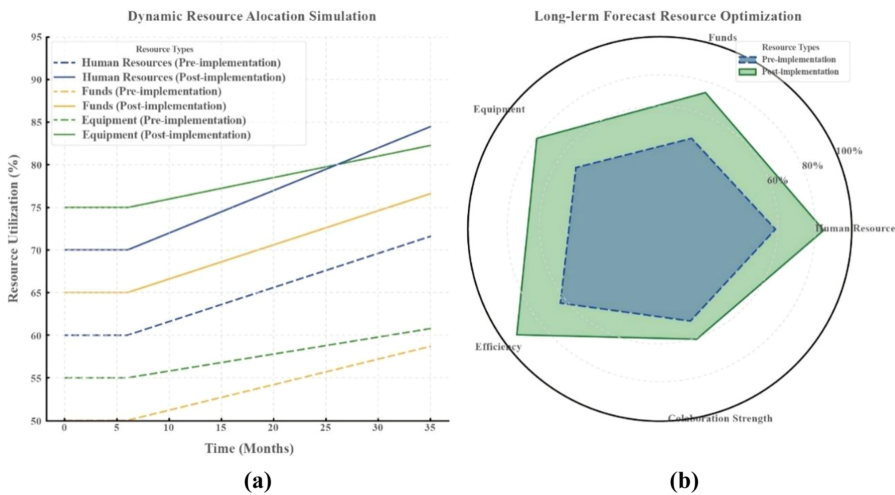 Dynamic Resource Alocation Simulation
95
90
85
80
75
70
65
60
55
50
Resource Utilization (%)
Resource Types
Human Resources (Pre-implementation)
Human Resources (Post-implementation)
Funds (Pre-implementation)
Funds (Post-implementation)
Equipment (Pre-implementation)
Equipment (Post-implementation)
0
5
10
15
20
25
30
35
Time (Months)
(a)
Long-lerm Forecast Resource Optimization
Funds
Resource Types
Pre-implementation
Post-implementation
Equipment
100%
80%
60%
Human Resource
Efficiency
Colaboration Strength
(b)